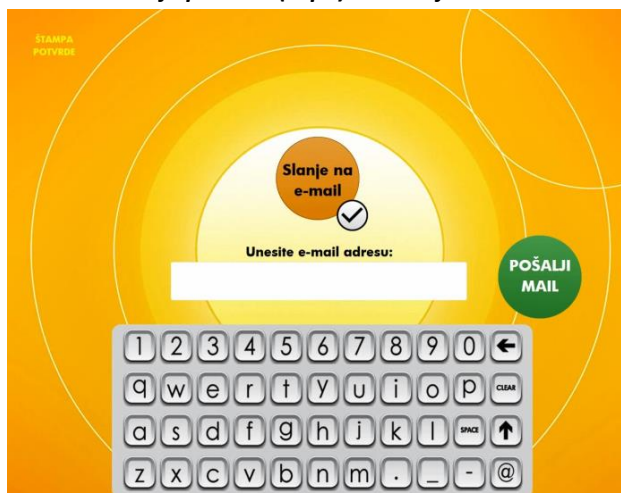 ŠTAMPA
POTVRDE
Slanje na
e-mail
Unesite e-mail adresu:
POŠALJI
MAIL
1 2 3 4 5 6 7 8 9 0
q w e r t y u i o p CLEAR
a s d f g h j k l SPACE
z x c v b n m . _ - @